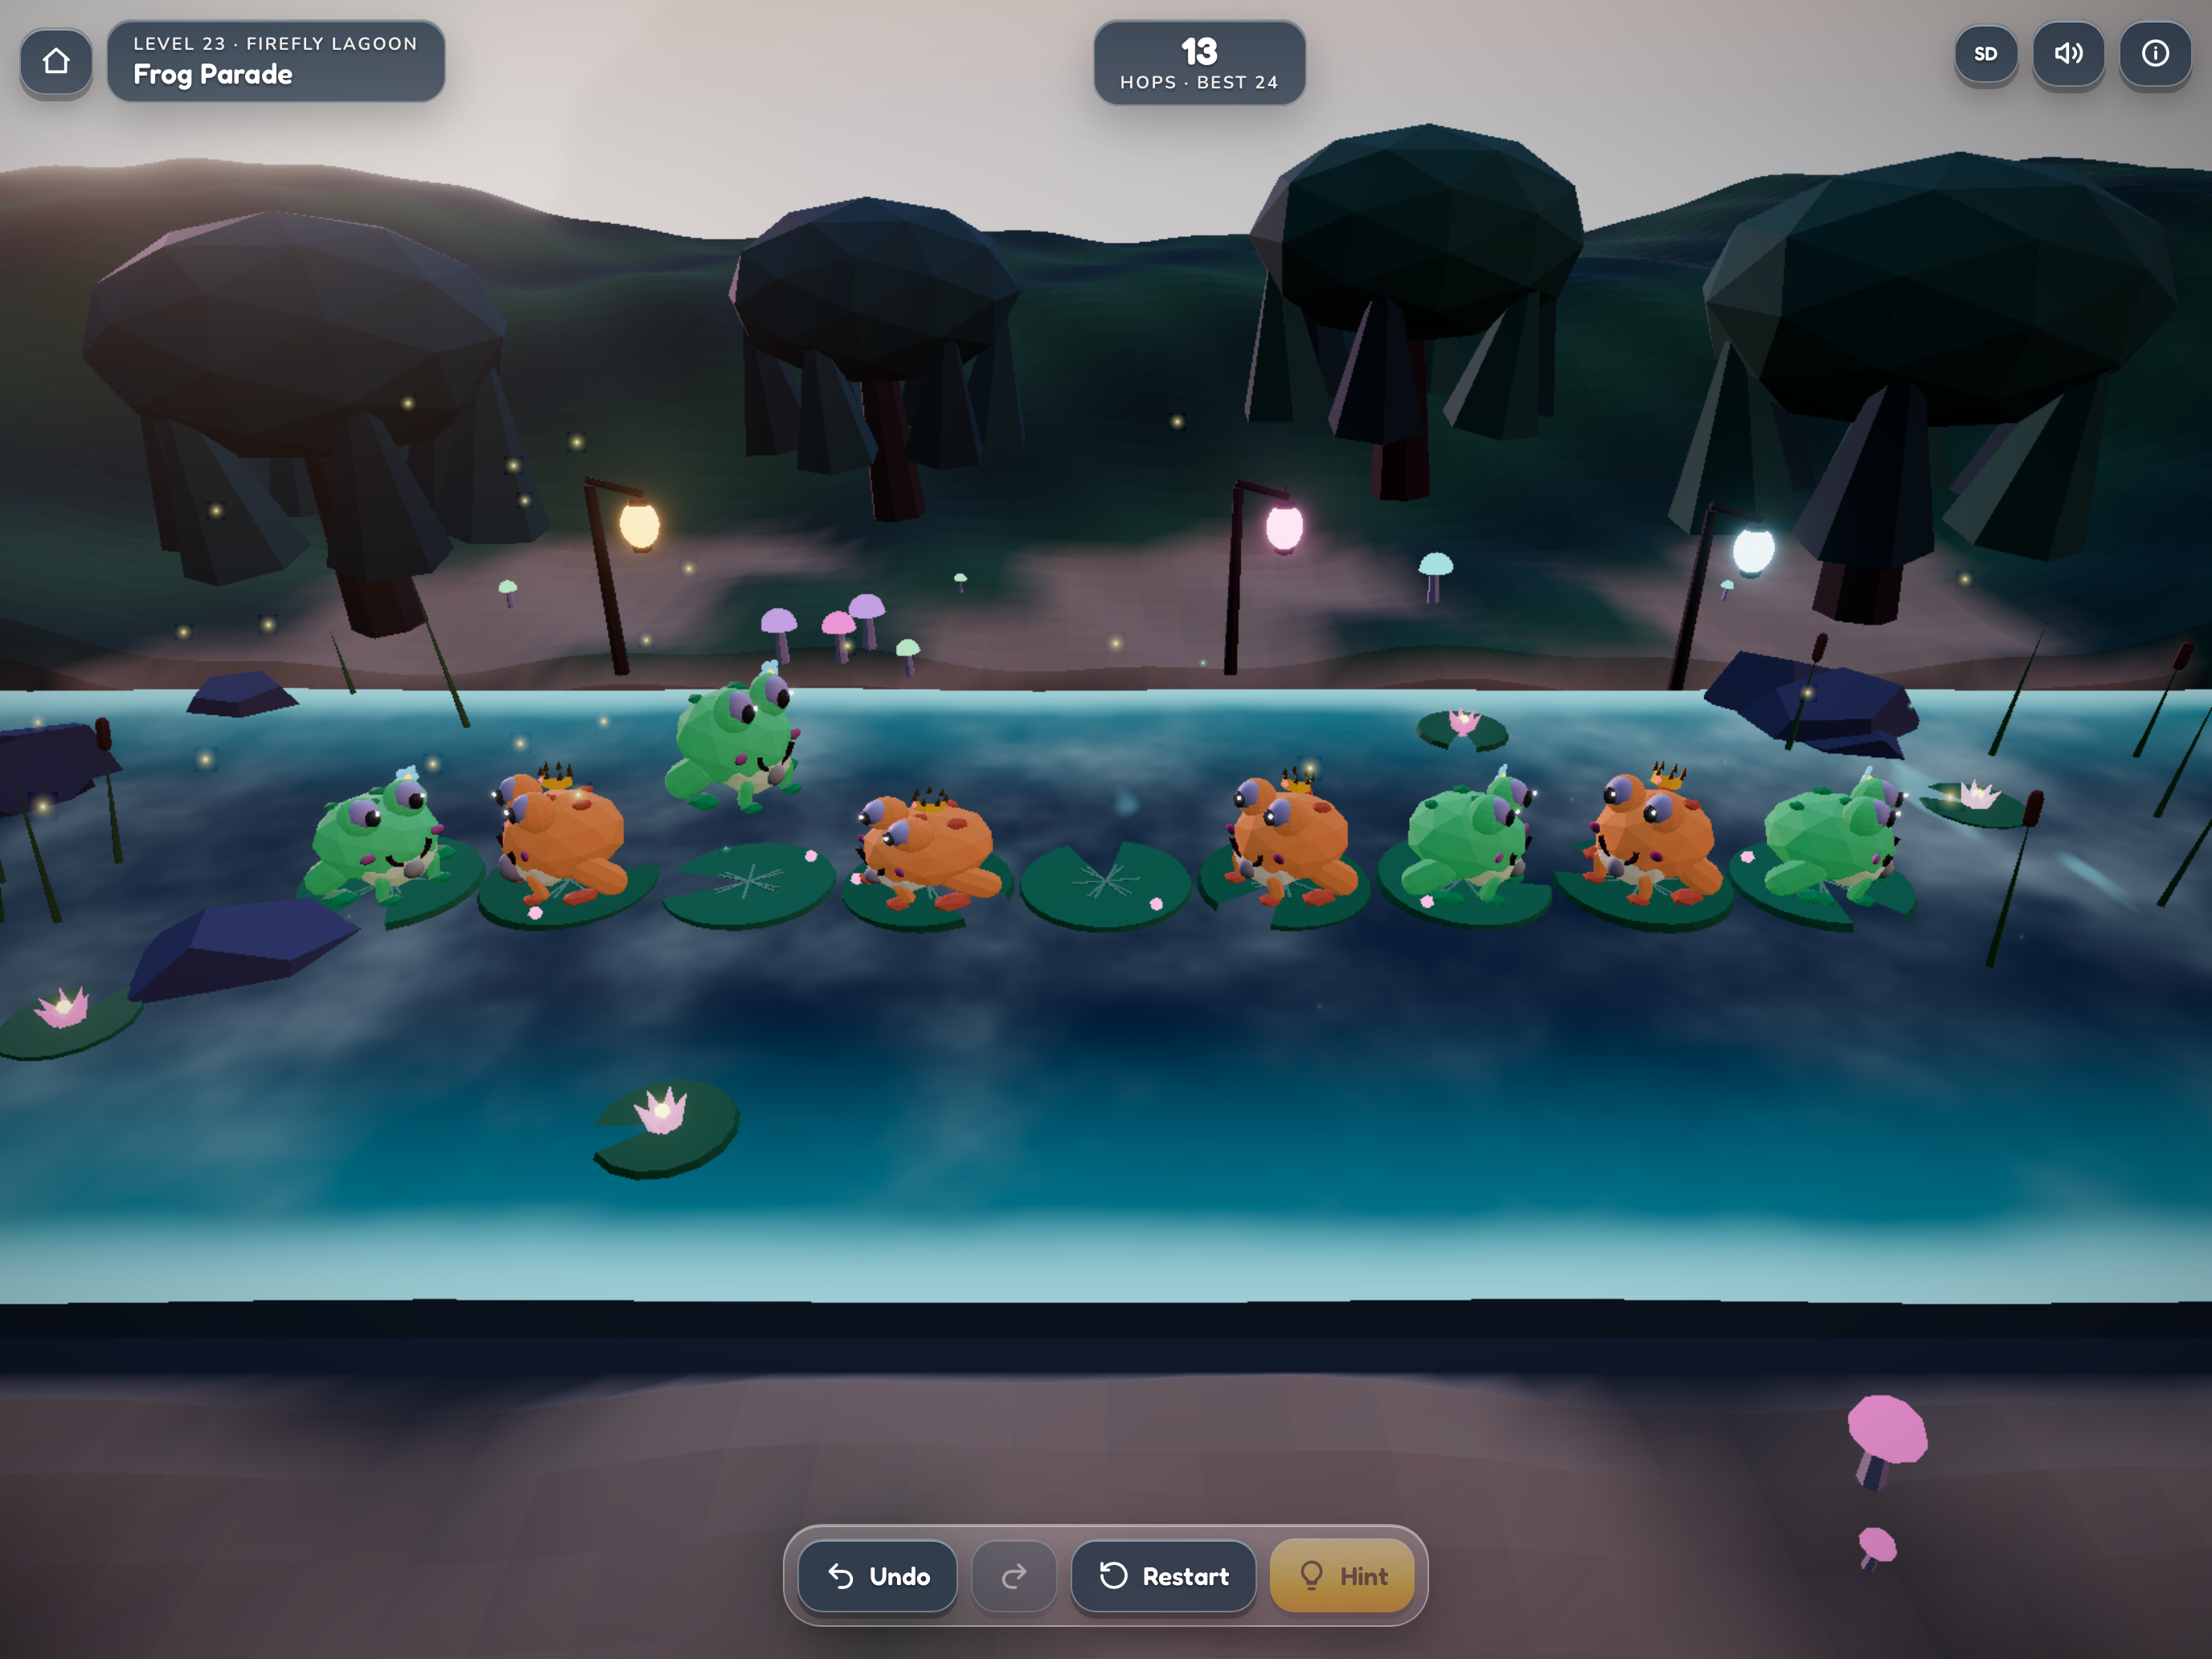 LEVEL 23 · FIREFLY LAGOON
Frog Parade
13
HOPS · BEST 24
SD
Undo
Restart
Hint